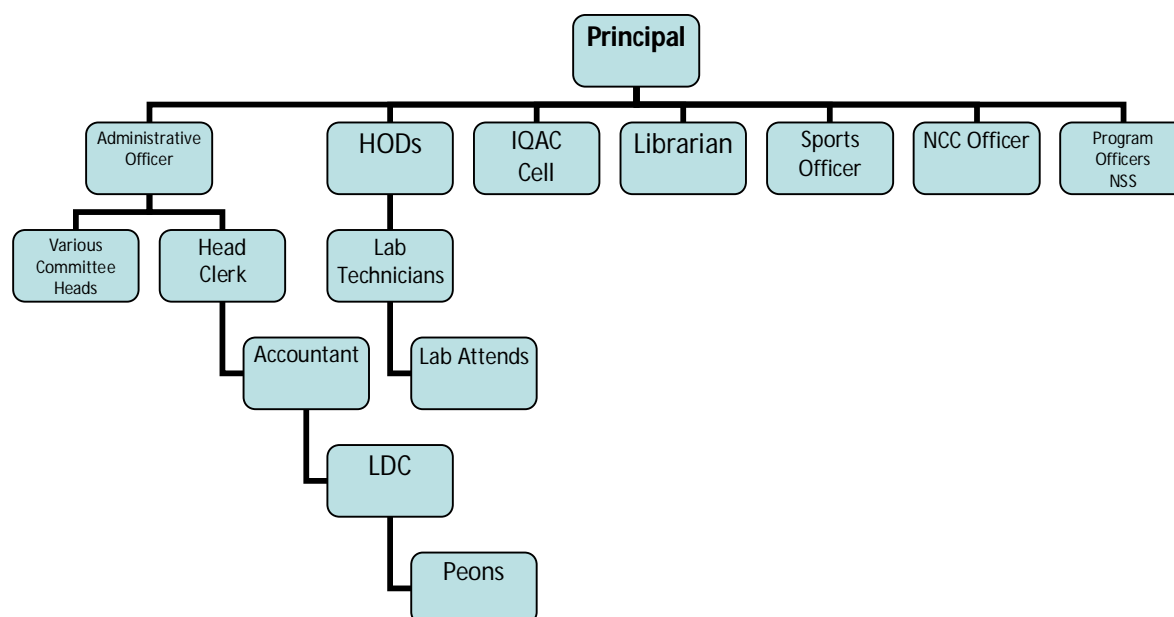 Principal
Administrative
Officer
HODs
IQAC
Cell
Librarian
Sports
Officer
NCC Officer
Program
Officers
NSS
Various
Committee
Heads
Head
Clerk
Lab
Technicians
Accountant
Lab Attends
LDC
Peons